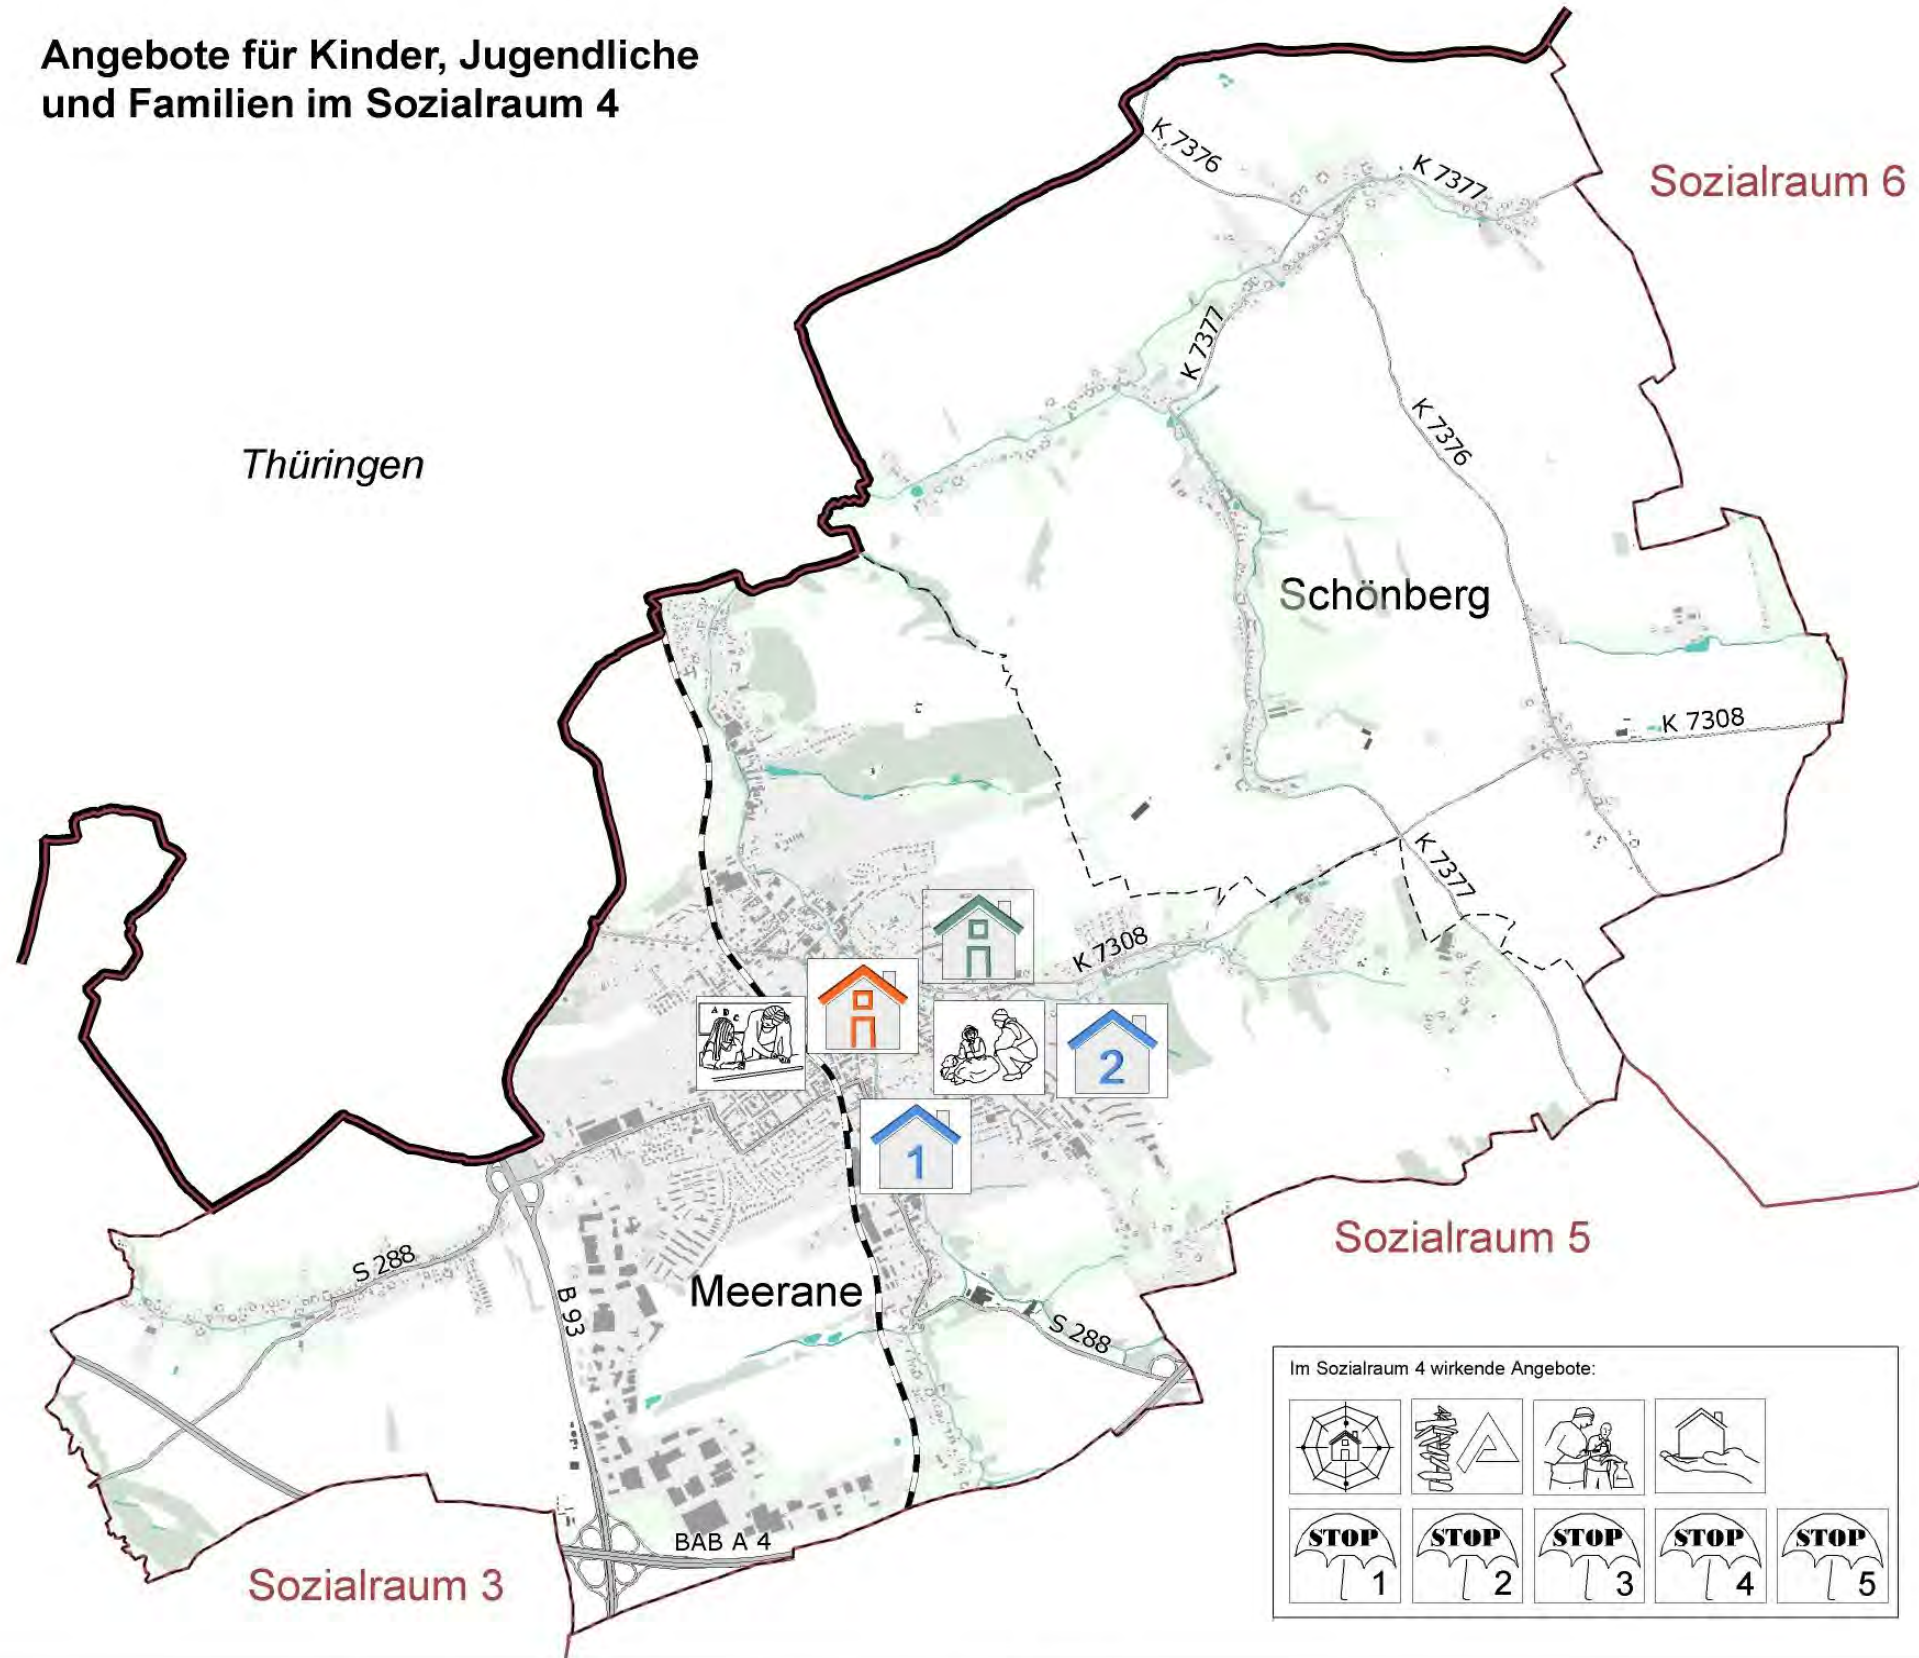 Angebote für Kinder, Jugendliche
und Familien im Sozialraum 4
K 7376
K 7377
Sozialraum 6
K 7377
K 7376
Thüringen
Schönberg
K 7308
K 7377
K 7308
A B C
2
1
Sozialraum 5
S 288
Meerane
B 93
S 288
Im Sozialraum 4 wirkende Angebote:
BAB A 4
STOP 1
STOP 2
STOP 3
STOP 4
STOP 5
Sozialraum 3